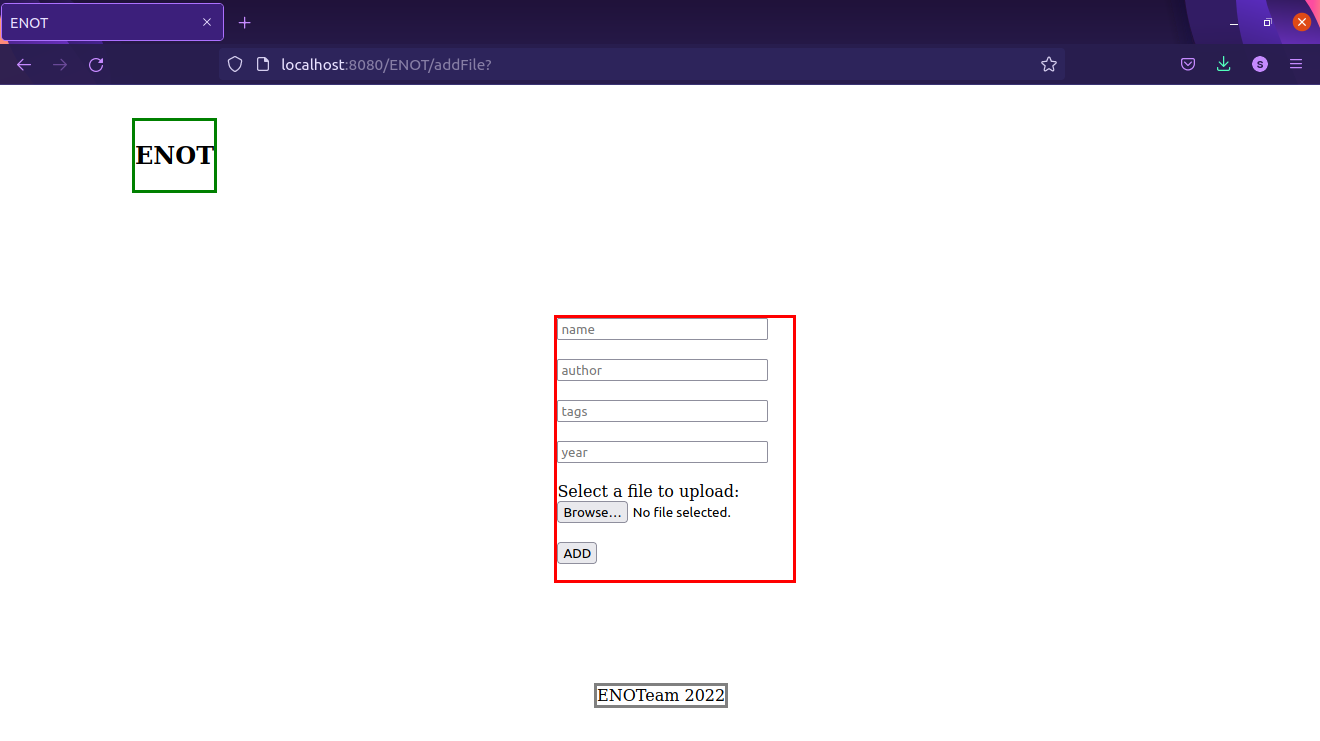 ENOT
localhost:8080/ENOT/addFile?
S
ENOT
name
author
tags
year
Select a file to upload:
Browse... No file selected.
ADD
ENOTeam 2022